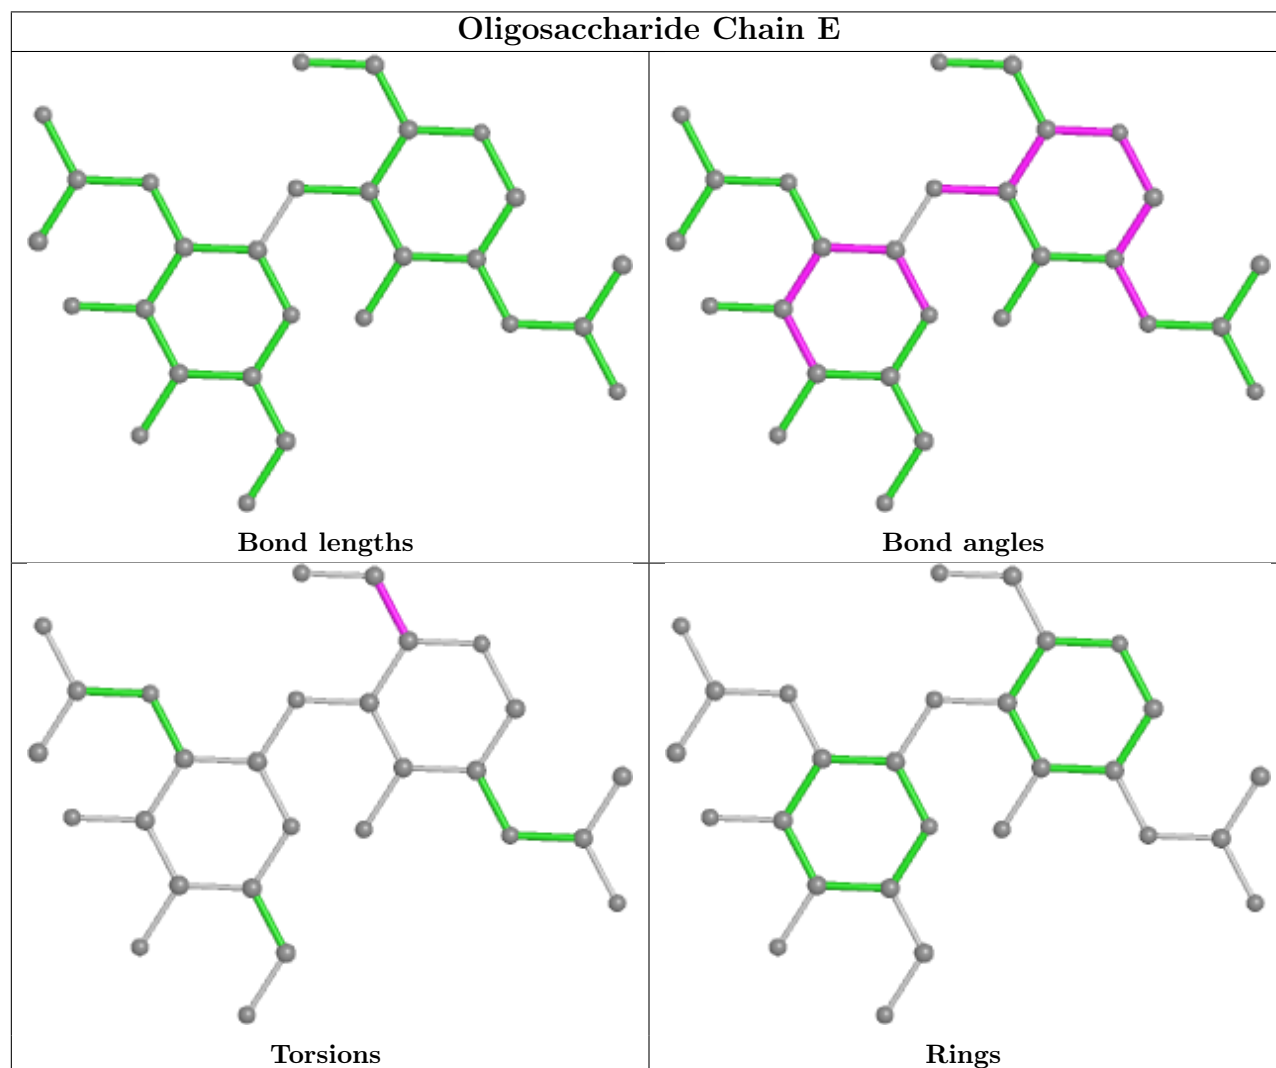 Oligosaccharide Chain E
Bond lengths
Bond angles
Torsions
Rings